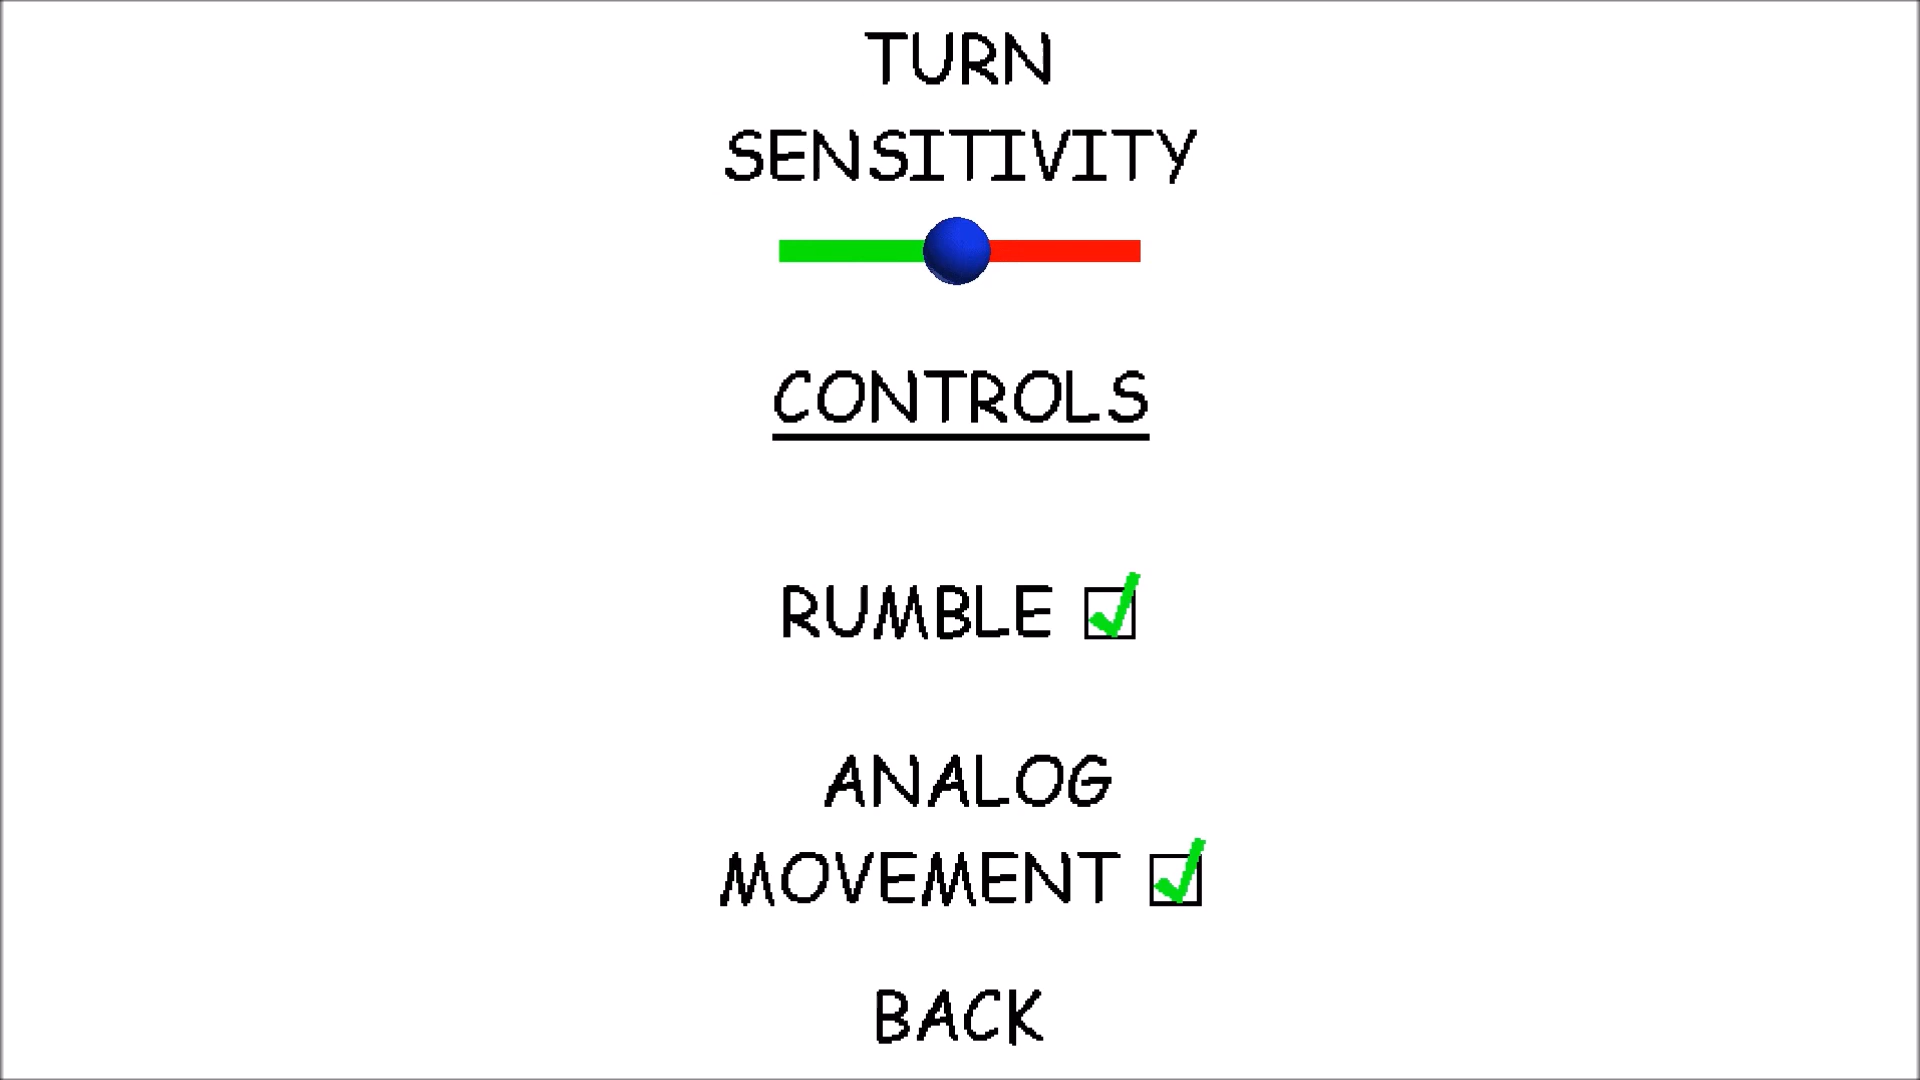 TURN
SENSITIVITY
CONTROLS
RUMBLE
ANALOG
MOVEMENT
BACK